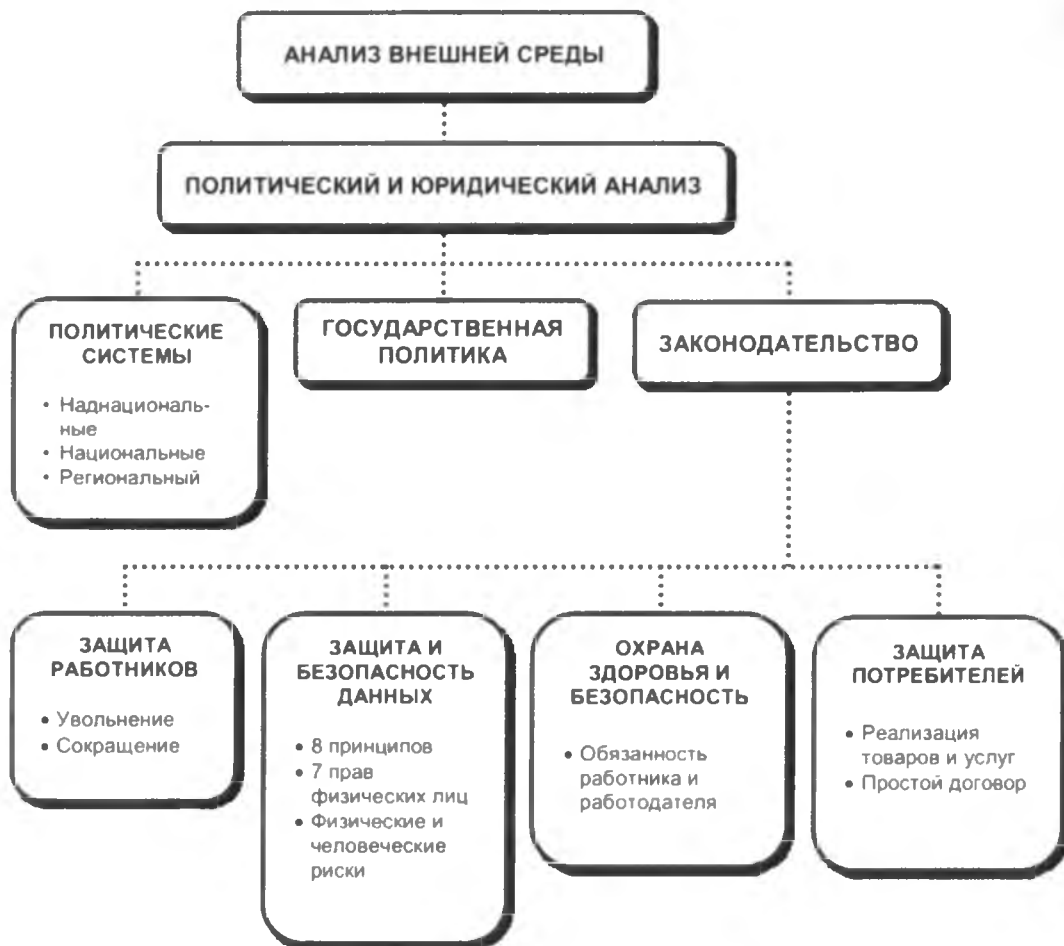 АНАЛИЗ ВНЕШНЕЙ СРЕДЫ
ПОЛИТИЧЕСКИЙ И ЮРИДИЧЕСКИЙ АНАЛИЗ
ПОЛИТИЧЕСКИЕ
СИСТЕМЫ
• Наднациональ-
ные
• Национальные
• Региональный
ГОСУДАРСТВЕННАЯ
ПОЛИТИКА
ЗАКОНОДАТЕЛЬСТВО
ЗАЩИТА
РАБОТНИКОВ
• Увольнение
• Сокращение
ЗАЩИТА И
БЕЗОПАСНОСТЬ
ДАННЫХ
• 8 принципов
• 7 прав
физических лиц
• Физические и
человеческие
риски
ОХРАНА
ЗДОРОВЬЯ И
БЕЗОПАСНОСТЬ
• Обязанность
работника и
работодателя
ЗАЩИТА
ПОТРЕБИТЕЛЕЙ
• Реализация
товаров и услуг
• Простой договор